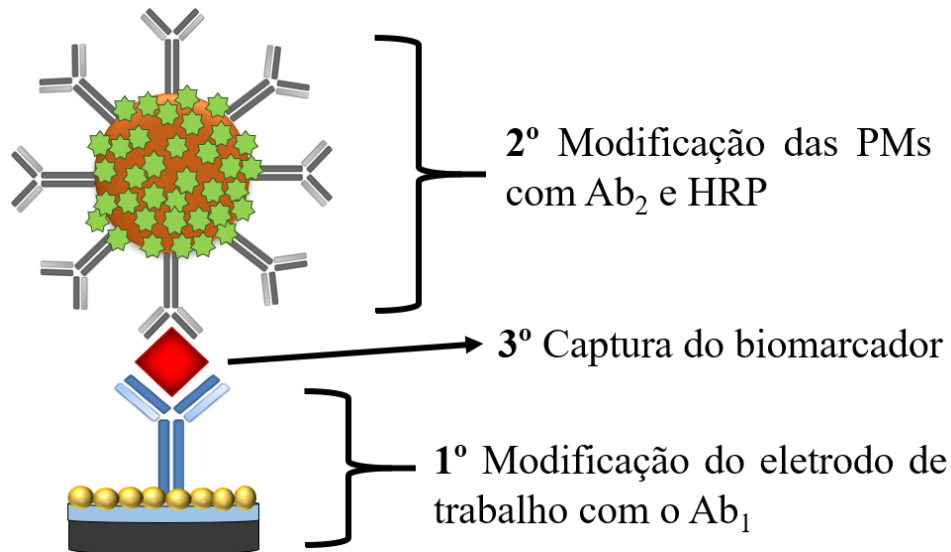 2º Modificação das PMs
com Ab₂ e HRP
3º Captura do biomarcador
1º Modificação do eletrodo de
trabalho com o Ab₁